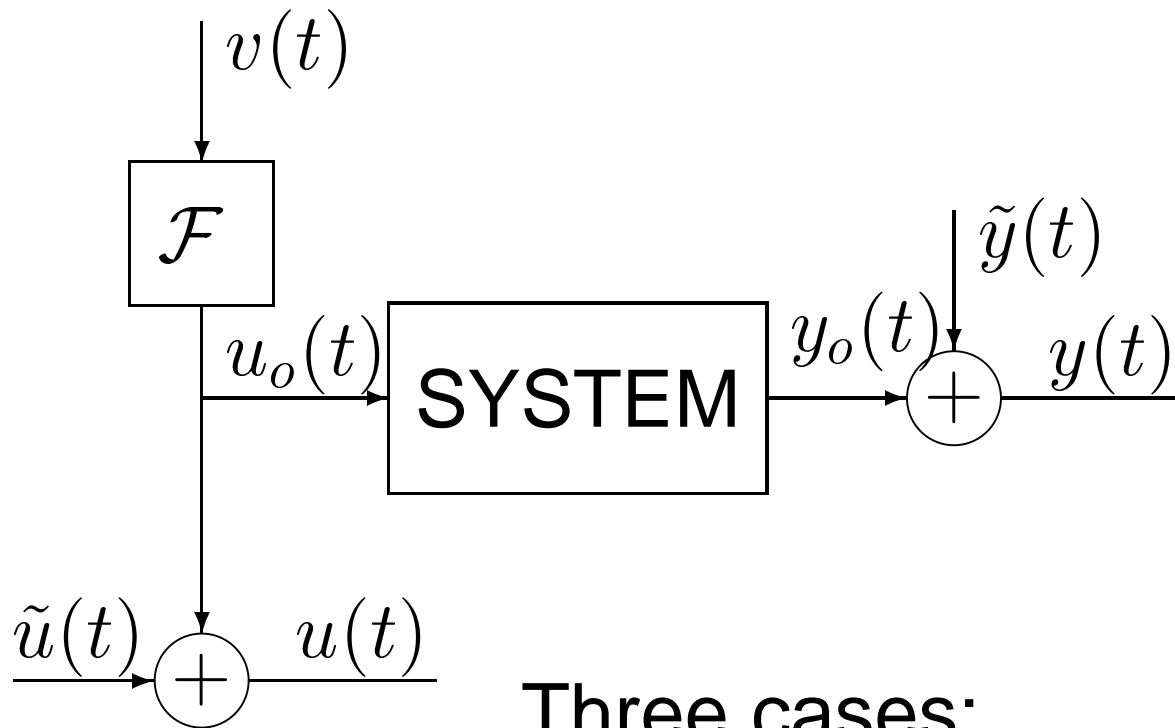 v(t)
ℱ
ỹ(t)
u_o(t)
SYSTEM
y_o(t)
+
y(t)
ũ(t)
+
u(t)
Three cases: